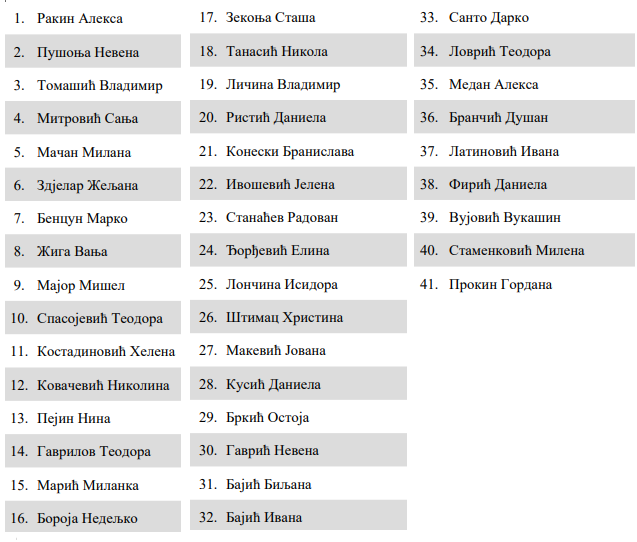 1. Ракин Алекса
2. Пушоња Невена
3. Томашић Владимир
4. Митровић Сања
5. Мачан Милана
6. Здјелар Жељана
7. Бенцун Марко
8. Жига Вања
9. Мајор Мишел
10. Спасојевић Теодора
11. Костадиновић Хелена
12. Ковачевић Николина
13. Пејин Нина
14. Гаврилов Теодора
15. Марић Миланка
16. Бороја Недељко
17. Зекоња Сташа
18. Танасић Никола
19. Личина Владимир
20. Ристић Даниела
21. Конески Бранислава
22. Ивошевић Јелена
23. Станаћев Радован
24. Ђорђевић Елина
25. Лончина Исидора
26. Штимац Христина
27. Макевић Јована
28. Кусић Даниела
29. Бркић Остоја
30. Гаврић Невена
31. Бајић Биљана
32. Бајић Ивана
33. Санто Дарко
34. Ловрић Теодора
35. Медан Алекса
36. Бранчић Душан
37. Латиновић Ивана
38. Фирић Даниела
39. Вујовић Вукашин
40. Стаменковић Милена
41. Прокин Гордана